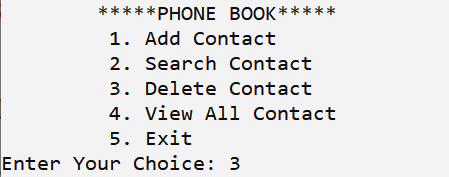 *****PHONE BOOK*****
1. Add Contact
2. Search Contact
3. Delete Contact
4. View All Contact
5. Exit
Enter Your Choice: 3